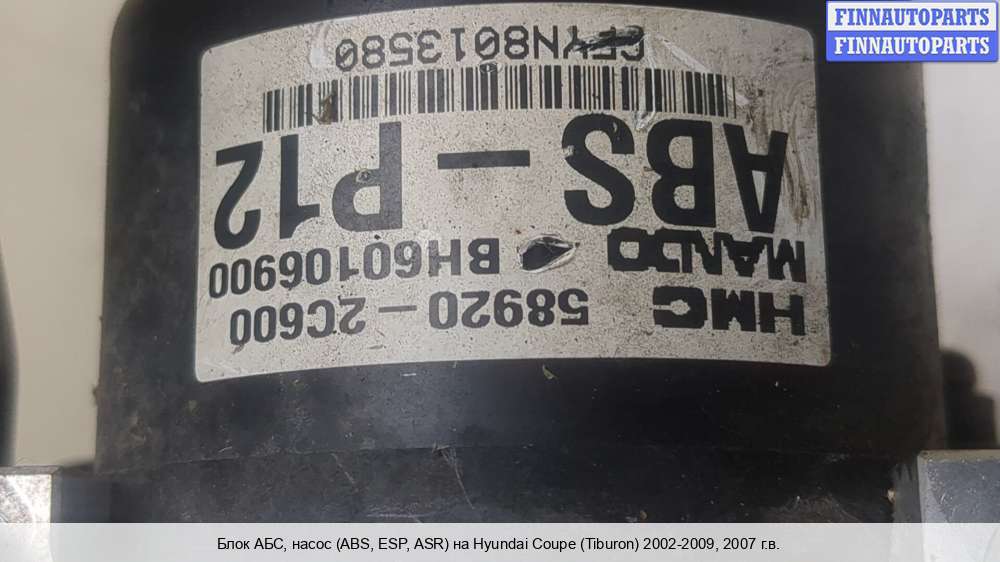 FINNAUTOPARTS
FINNAUTOPARTS
HMC 58920-2C600
MANDO BH60106900
ABS-P12
Блок АБС, насос (ABS, ESP, ASR) на Hyundai Coupe (Tiburon) 2002-2009, 2007 г.в.